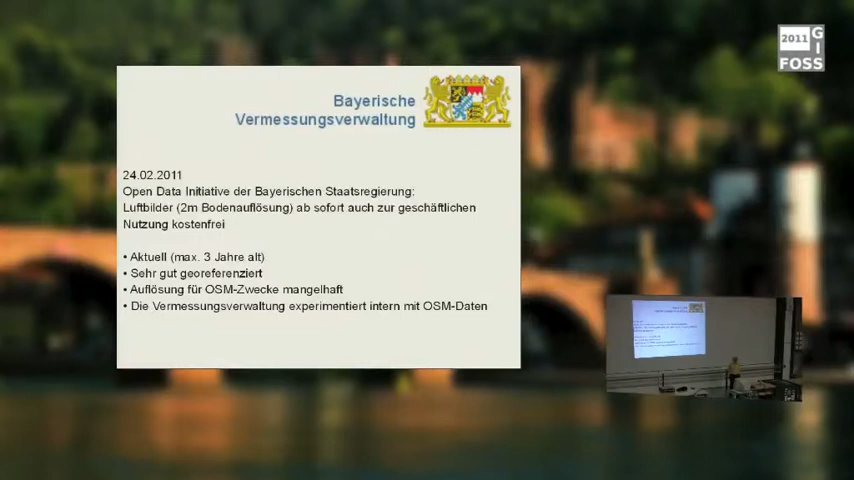 2011
G
I
FOSS
Bayerische
Vermessungsverwaltung
24.02.2011
Open Data Initiative der Bayerischen Staatsregierung:
Luftbilder (2m Bodenauflösung) ab sofort auch zur geschäftlichen
Nutzung kostenfrei
• Aktuell (max. 3 Jahre alt)
• Sehr gut georeferenziert
• Auflösung für OSM-Zwecke mangelhaft
• Die Vermessungsverwaltung experimentiert intern mit OSM-Daten